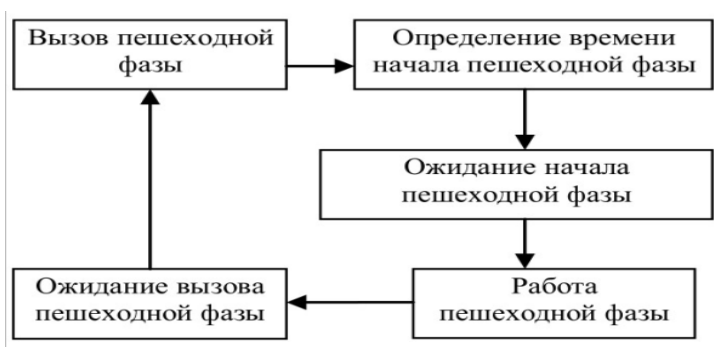 Вызов пешеходной
фазы
Определение времени
начала пешеходной фазы
Ожидание начала
пешеходной фазы
Ожидание вызова
пешеходной фазы
Работа
пешеходной фазы